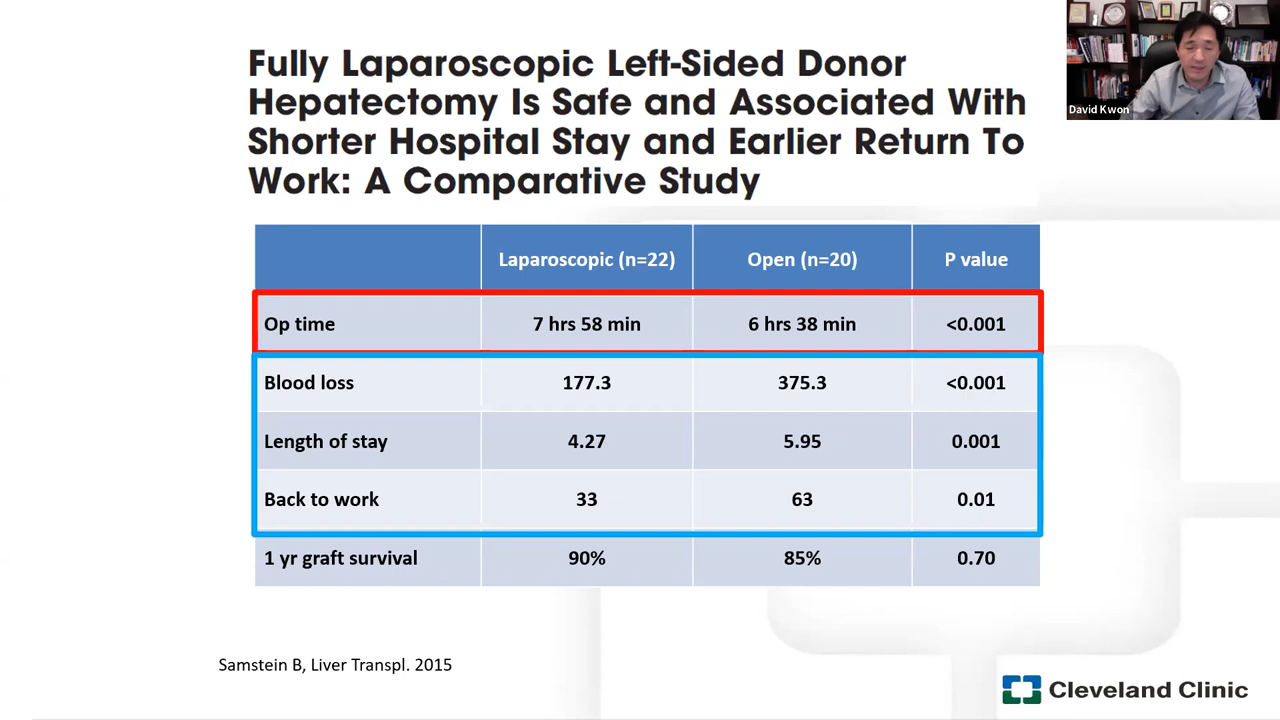 Fully Laparoscopic Left-Sided Donor
Hepatectomy Is Safe and Associated With
Shorter Hospital Stay and Earlier Return To
Work: A Comparative Study
David Kwon
Laparoscopic (n=22) Open (n=20) P value
Op time 7 hrs 58 min 6 hrs 38 min <0.001
Blood loss 177.3 375.3 <0.001
Length of stay 4.27 5.95 0.001
Back to work 33 63 0.01
1 yr graft survival 90% 85% 0.70
Samstein B, Liver Transpl. 2015
Cleveland Clinic